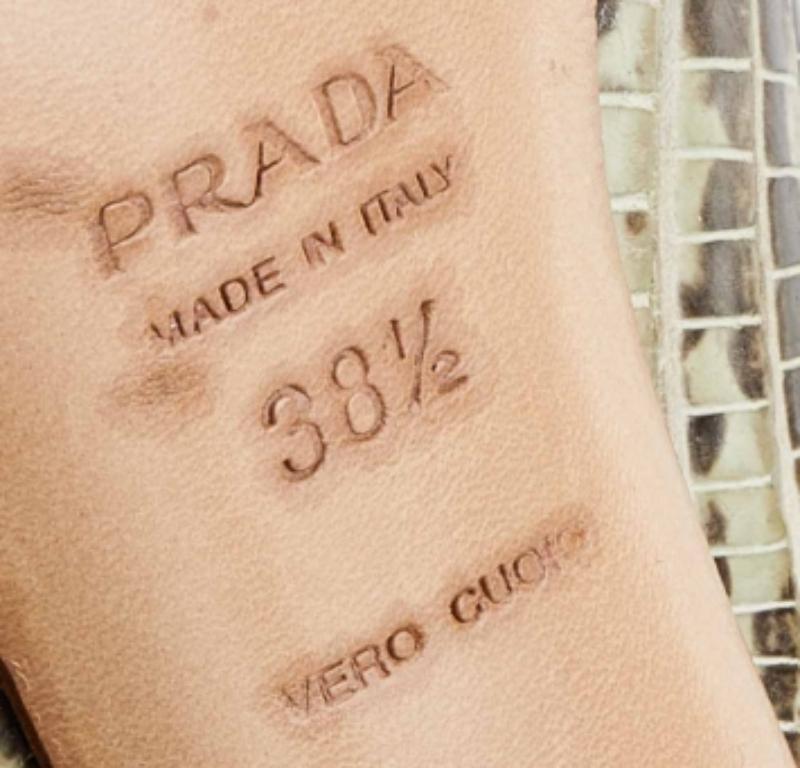 PRADA
MADE IN ITALY
38½
VERO CUOIO